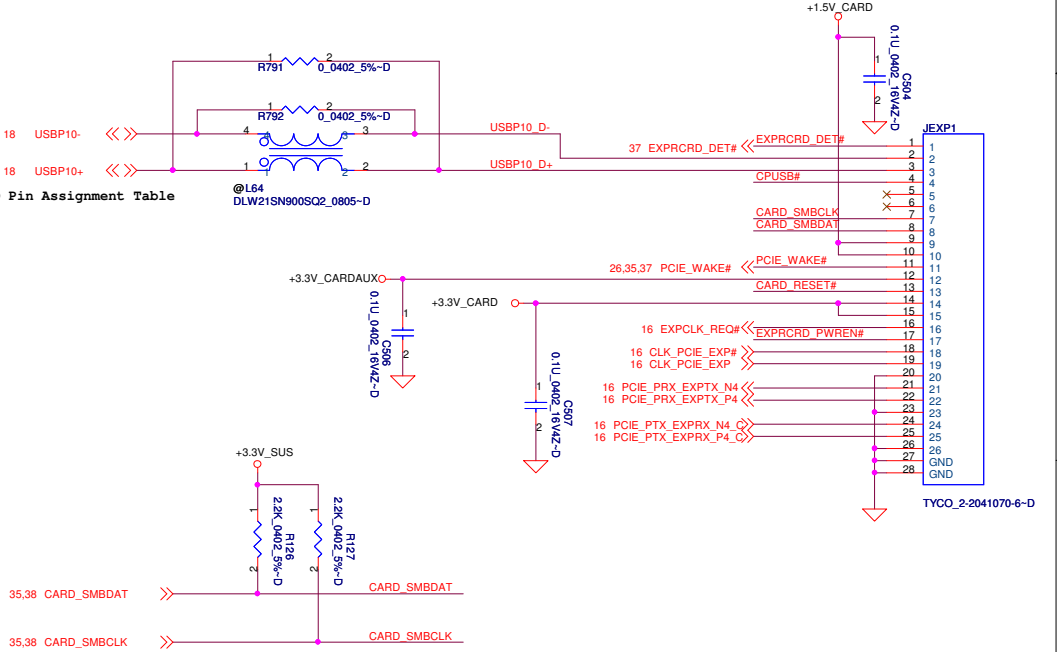 +1.5V_CARD
1
2
0.1U_0402_16V4Z~D
C504
1
2
R791
0_0402_5%~D
1
2
R792
0_0402_5%~D
18 USBP10-
4
4
3
3
USBP10_D-
18 USBP10+
1
1
2
2
USBP10_D+
@L64
DLW21SN900SQ2_0805~D
Pin Assignment Table
JEXP1
37 EXPRCRD_DET#
EXPRCRD_DET#
1
1
2
2
3
3
CPUSB#
4
4
5
5
6
6
CARD_SMBCLK
7
7
CARD_SMBDAT
8
8
9
9
10
10
26,35,37 PCIE_WAKE#
PCIE_WAKE#
11
11
+3.3V_CARDAUX
12
12
CARD_RESET#
13
13
+3.3V_CARD
14
14
15
15
16 EXPCLK_REQ#
16
16
EXPRCRD_PWREN#
17
17
16 CLK_PCIE_EXP#
18
18
16 CLK_PCIE_EXP
19
19
20
20
16 PCIE_PRX_EXPTX_N4
21
21
16 PCIE_PRX_EXPTX_P4
22
22
23
23
16 PCIE_PTX_EXPRX_N4_C
24
24
16 PCIE_PTX_EXPRX_P4_C
25
25
26
26
27
GND
28
GND
TYCO_2-2041070-6~D
1
2
0.1U_0402_16V4Z~D
C506
1
2
0.1U_0402_16V4Z~D
C507
+3.3V_SUS
1
2
2.2K_0402_5%~D
R126
1
2
2.2K_0402_5%~D
R127
35,38 CARD_SMBDAT
CARD_SMBDAT
35,38 CARD_SMBCLK
CARD_SMBCLK